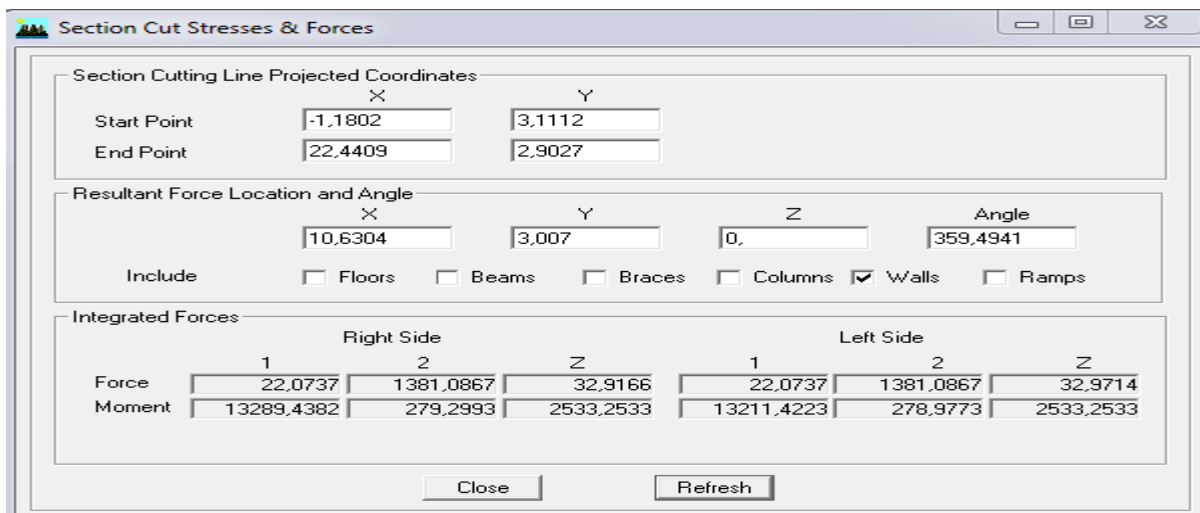 Section Cut Stresses & Forces
Section Cutting Line Projected Coordinates
X Y
Start Point -1,1802 3,1112
End Point 22,4409 2,9027
Resultant Force Location and Angle
X Y Z Angle
10,6304 3,007 0, 359,4941
Include Floors Beams Braces Columns Walls Ramps
Integrated Forces
Right Side Left Side
1 2 Z 1 2 Z
Force 22,0737 1381,0867 32,9166 22,0737 1381,0867 32,9714
Moment 13289,4382 279,2993 2533,2533 13211,4223 278,9773 2533,2533
Close Refresh